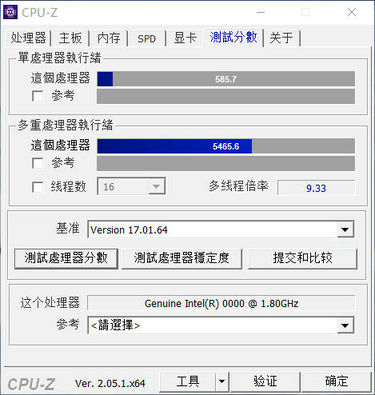 CPU-Z
处理器 主板 内存 SPD 显卡 測試分數 关于
單處理器執行緒
這個處理器 585.7
參考
多重處理器執行緒
這個處理器 5465.6
參考
线程数 16 多线程倍率 9.33
基准 Version 17.01.64
測試處理器分數 測試處理器穩定度 提交和比较
这个处理器 Genuine Intel(R) 0000 @ 1.80GHz
參考 <請選擇>
CPU-Z Ver. 2.05.1.x64 工具 验证 确定